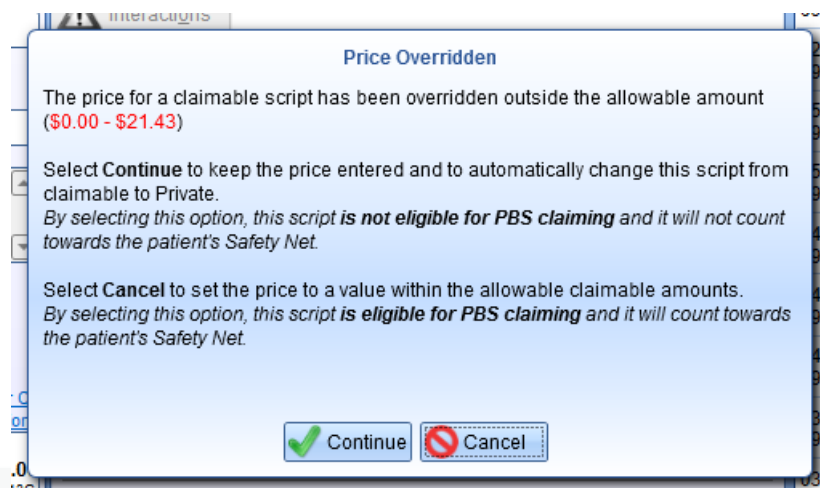 Interactions
Price Overridden
The price for a claimable script has been overridden outside the allowable amount
($0.00 - $21.43)
Select Continue to keep the price entered and to automatically change this script from
claimable to Private.
By selecting this option, this script is not eligible for PBS claiming and it will not count
towards the patient's Safety Net.
Select Cancel to set the price to a value within the allowable claimable amounts.
By selecting this option, this script is eligible for PBS claiming and it will count towards
the patient's Safety Net.
Continue Cancel